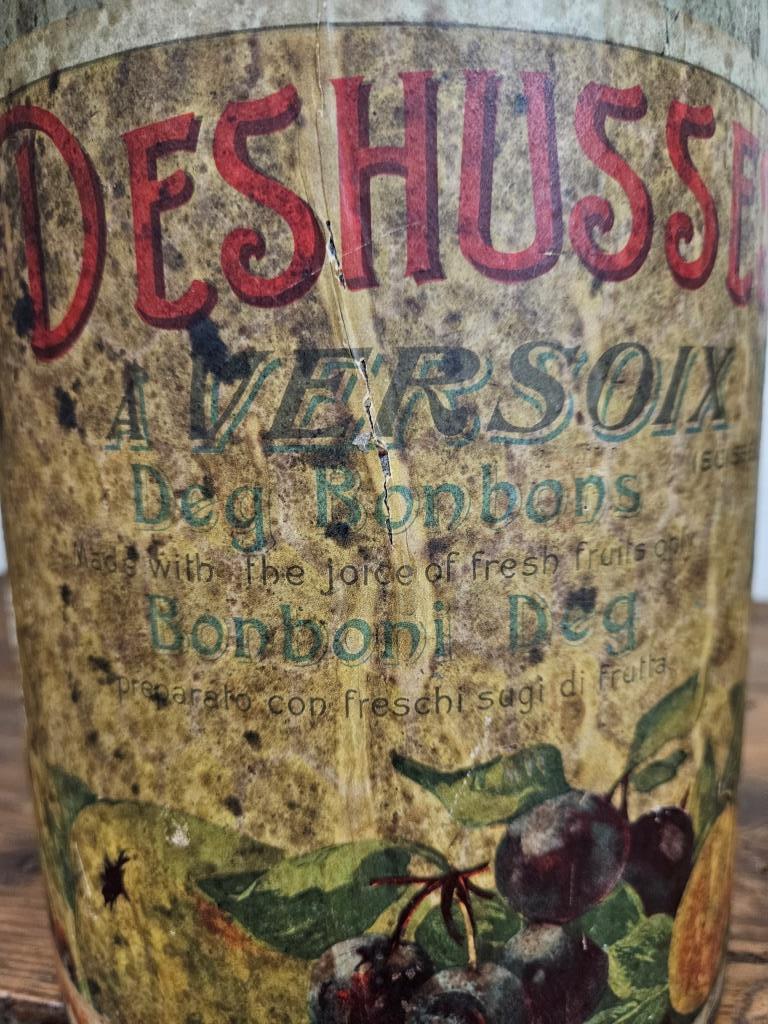 DESHUSSE
A VERSOIX
Deg Bonbons
Made with the joice of fresh fruits only
Bonboni Deg
preparato con freschi sugi di Frutta